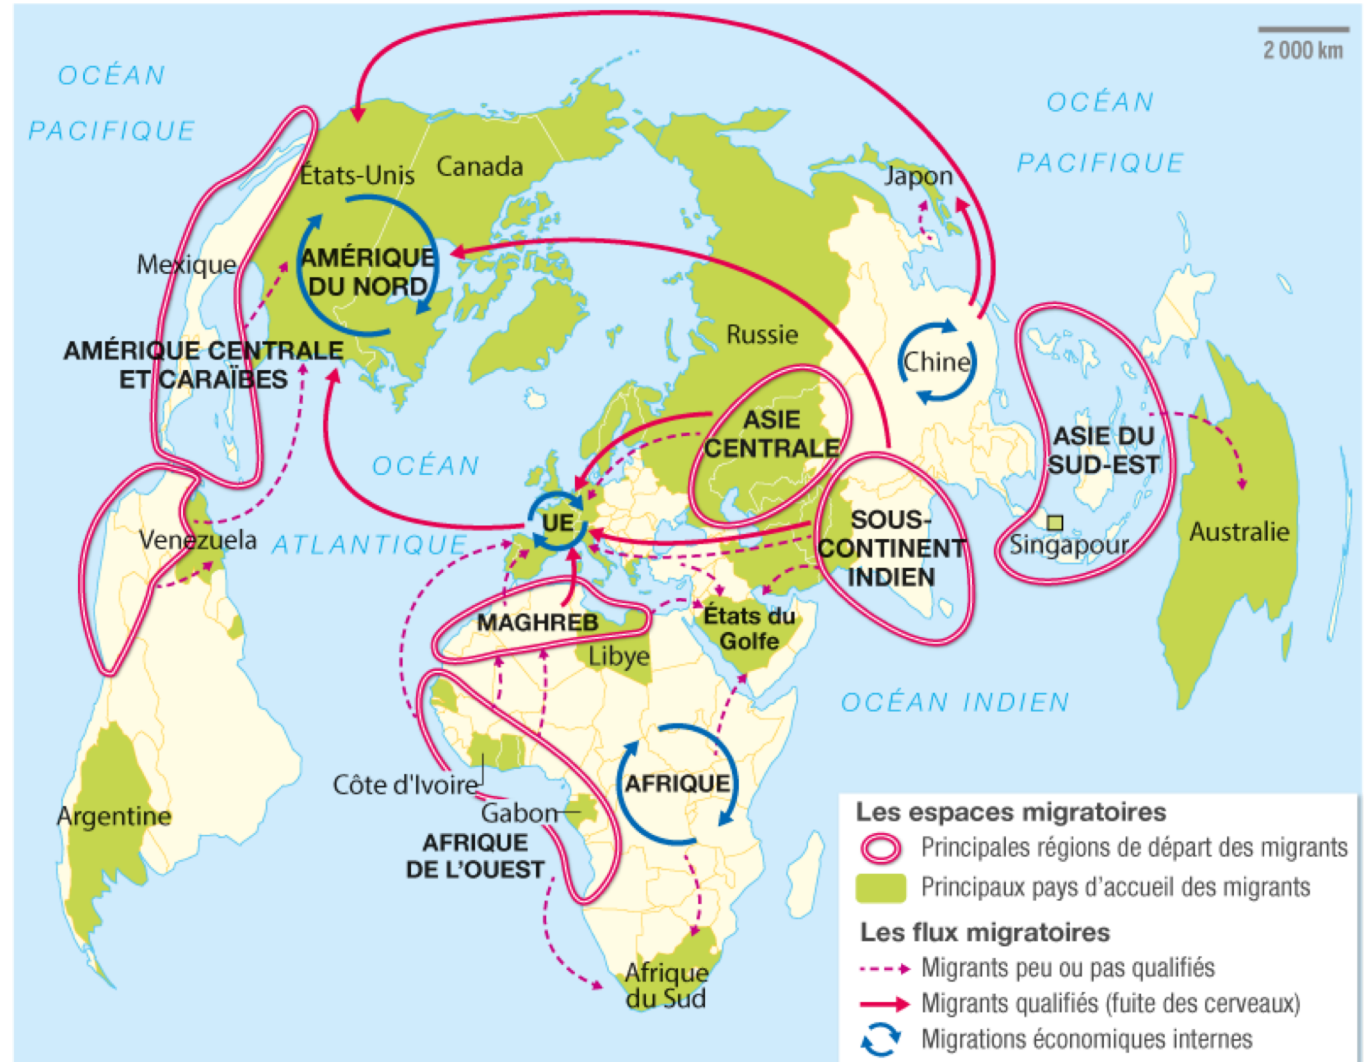 2 000 km
OCÉAN
PACIFIQUE
OCÉAN
PACIFIQUE
États-Unis
Canada
Japon
AMÉRIQUE
DU NORD
Mexique
Russie
AMÉRIQUE CENTRALE
ET CARAÏBES
Chine
ASIE
CENTRALE
ASIE DU
SUD-EST
OCÉAN
ATLANTIQUE
UE
Venezuela
SOUS-
CONTINENT
INDIEN
Singapour
Australie
MAGHREB
Libye
États du
Golfe
OCÉAN INDIEN
Côte d'Ivoire
Gabon
AFRIQUE
AFRIQUE
DE L'OUEST
Argentine
Afrique
du Sud
Les espaces migratoires
Principales régions de départ des migrants
Principaux pays d'accueil des migrants
Les flux migratoires
Migrants peu ou pas qualifiés
Migrants qualifiés (fuite des cerveaux)
Migrations économiques internes